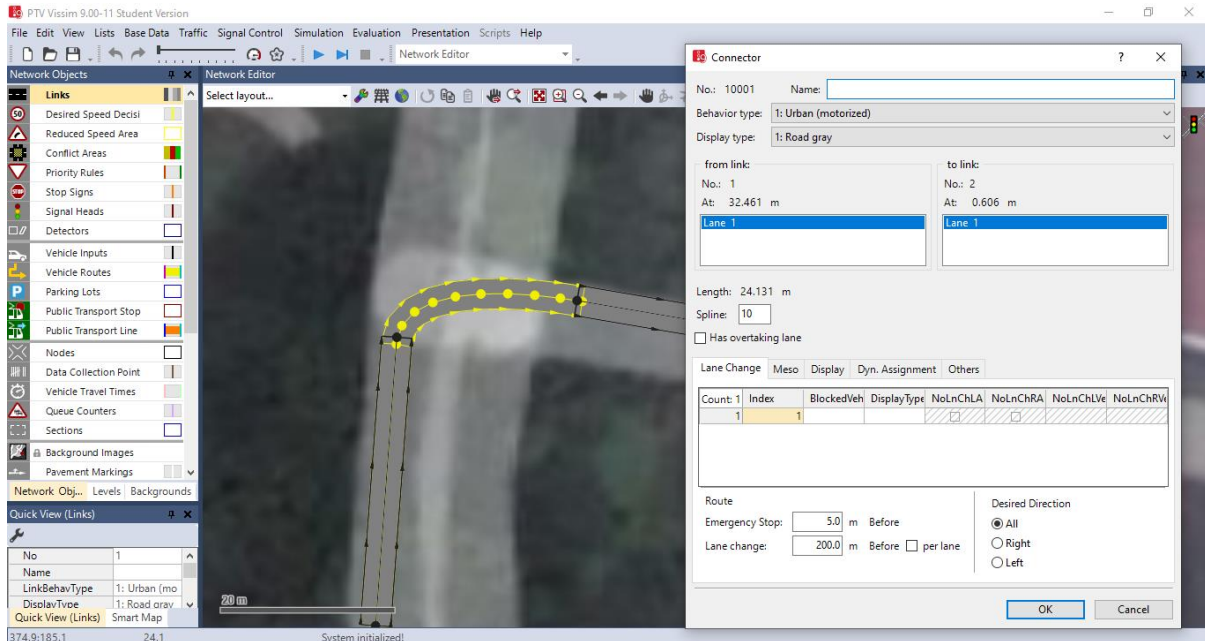 PTV Vissim 9.00-11 Student Version
File Edit View Lists Base Data Traffic Signal Control Simulation Evaluation Presentation Scripts Help
Network Editor
Network Objects
Links
Desired Speed Decisi
Reduced Speed Area
Conflict Areas
Priority Rules
Stop Signs
Signal Heads
Detectors
Vehicle Inputs
Vehicle Routes
Parking Lots
Public Transport Stop
Public Transport Line
Nodes
Data Collection Point
Vehicle Travel Times
Queue Counters
Sections
Background Images
Pavement Markings
Network Obj... Levels Backgrounds
Quick View (Links)
No 1
Name
LinkBehavType 1: Urban (mo
DisplayType 1: Road gray
Quick View (Links) Smart Map
374.9:185.1 24.1 System initialized!
Network Editor
Select layout...
20 m
Connector
No.: 10001 Name:
Behavior type: 1: Urban (motorized)
Display type: 1: Road gray
from link: to link:
No.: 1 No.: 2
At: 32.461 m At: 0.606 m
Lane 1 Lane 1
Length: 24.131 m
Spline: 10
Has overtaking lane
Lane Change Meso Display Dyn. Assignment Others
Count: 1 Index BlockedVeh DisplayType NoLnChLA NoLnChRA NoLnChLVe NoLnChRVe
1 1
Route Desired Direction
Emergency Stop: 5.0 m Before All
Lane change: 200.0 m Before per lane Right
Left
OK Cancel